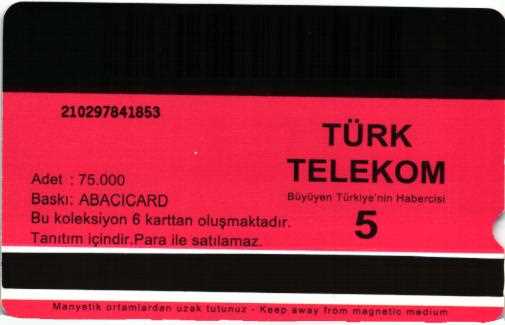 210297841853
TÜRK
TELEKOM
Büyüyen Türkiye'nin Habercisi
5
Adet : 75.000
Baskı: ABACICARD
Bu koleksiyon 6 karttan oluşmaktadır.
Tanıtım içindir.Para ile satılamaz.
Manyetik ortamlardan uzak tutunuz - Keep away from magnetic medium